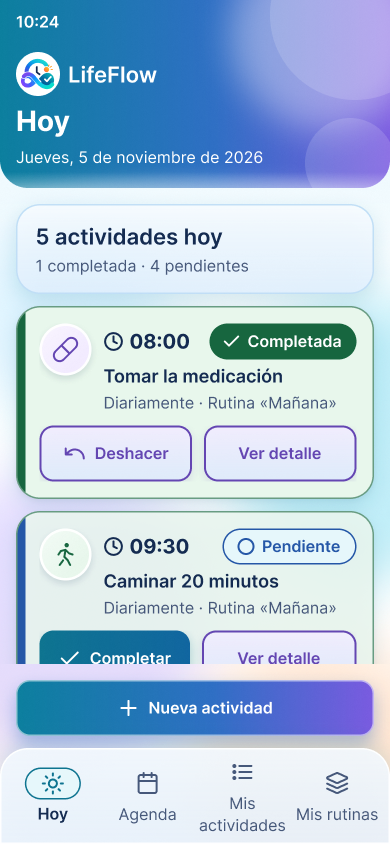 10:24
LifeFlow
Hoy
Jueves, 5 de noviembre de 2026
5 actividades hoy
1 completada · 4 pendientes
08:00
Completada
Tomar la medicación
Diariamente · Rutina «Mañana»
Deshacer
Ver detalle
09:30
Pendiente
Caminar 20 minutos
Diariamente · Rutina «Mañana»
Completar
Ver detalle
Nueva actividad
Hoy
Agenda
Mis
actividades
Mis rutinas